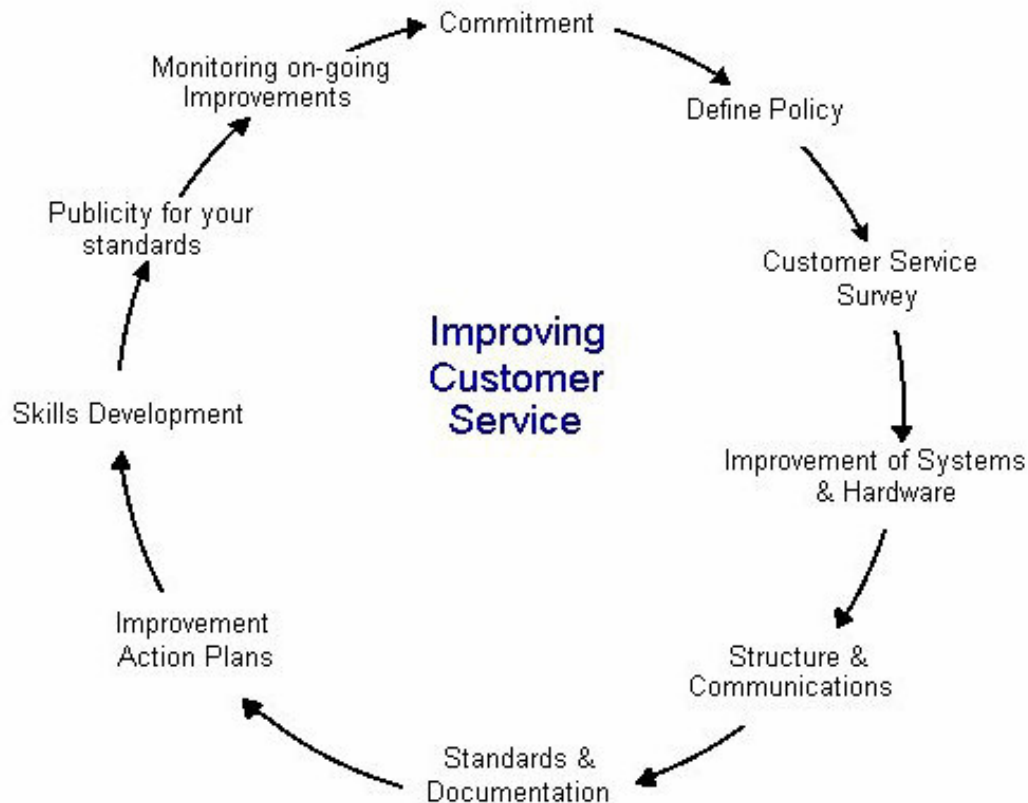 Commitment
Define Policy
Customer Service
Survey
Improvement of Systems
& Hardware
Structure &
Communications
Standards &
Documentation
Improvement
Action Plans
Skills Development
Publicity for your
standards
Monitoring on-going
Improvements
Improving
Customer
Service